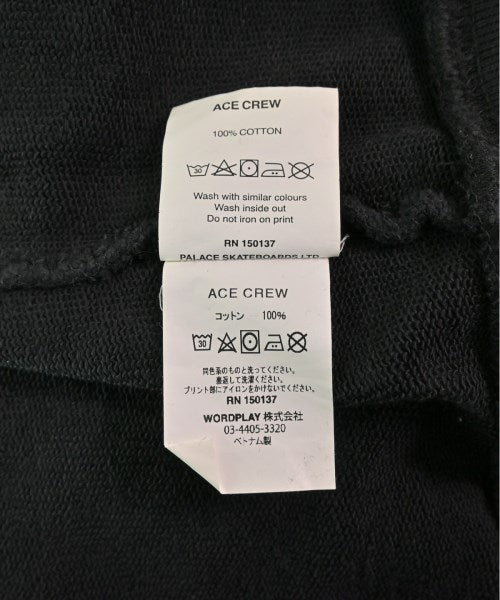 ACE CREW
100% COTTON
30
Wash with similar colours
Wash inside out
Do not iron on print
RN 150137
PALACE SKATEBOARDS LTD
ACE CREW
コットン 100%
30
同色系のものと洗ってください。
裏返して洗濯ください。
プリント部にアイロンをかけないでください。
RN 150137
WORDPLAY 株式会社
03-4405-3320
ベトナム製